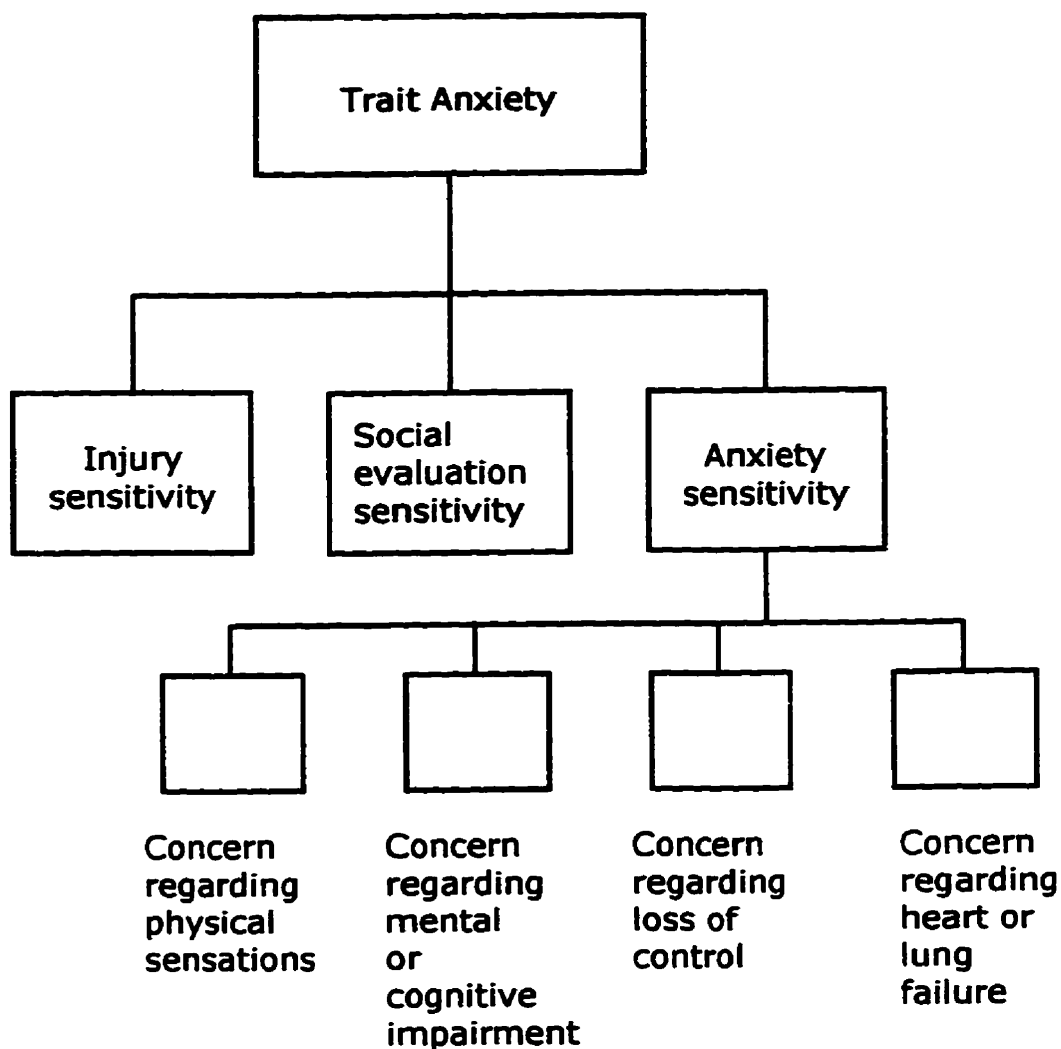 Trait Anxiety
Injury
sensitivity
Social
evaluation
sensitivity
Anxiety
sensitivity
Concern
regarding
physical
sensations
Concern
regarding
mental
or
cognitive
impairment
Concern
regarding
loss of
control
Concern
regarding
heart or
lung
failure